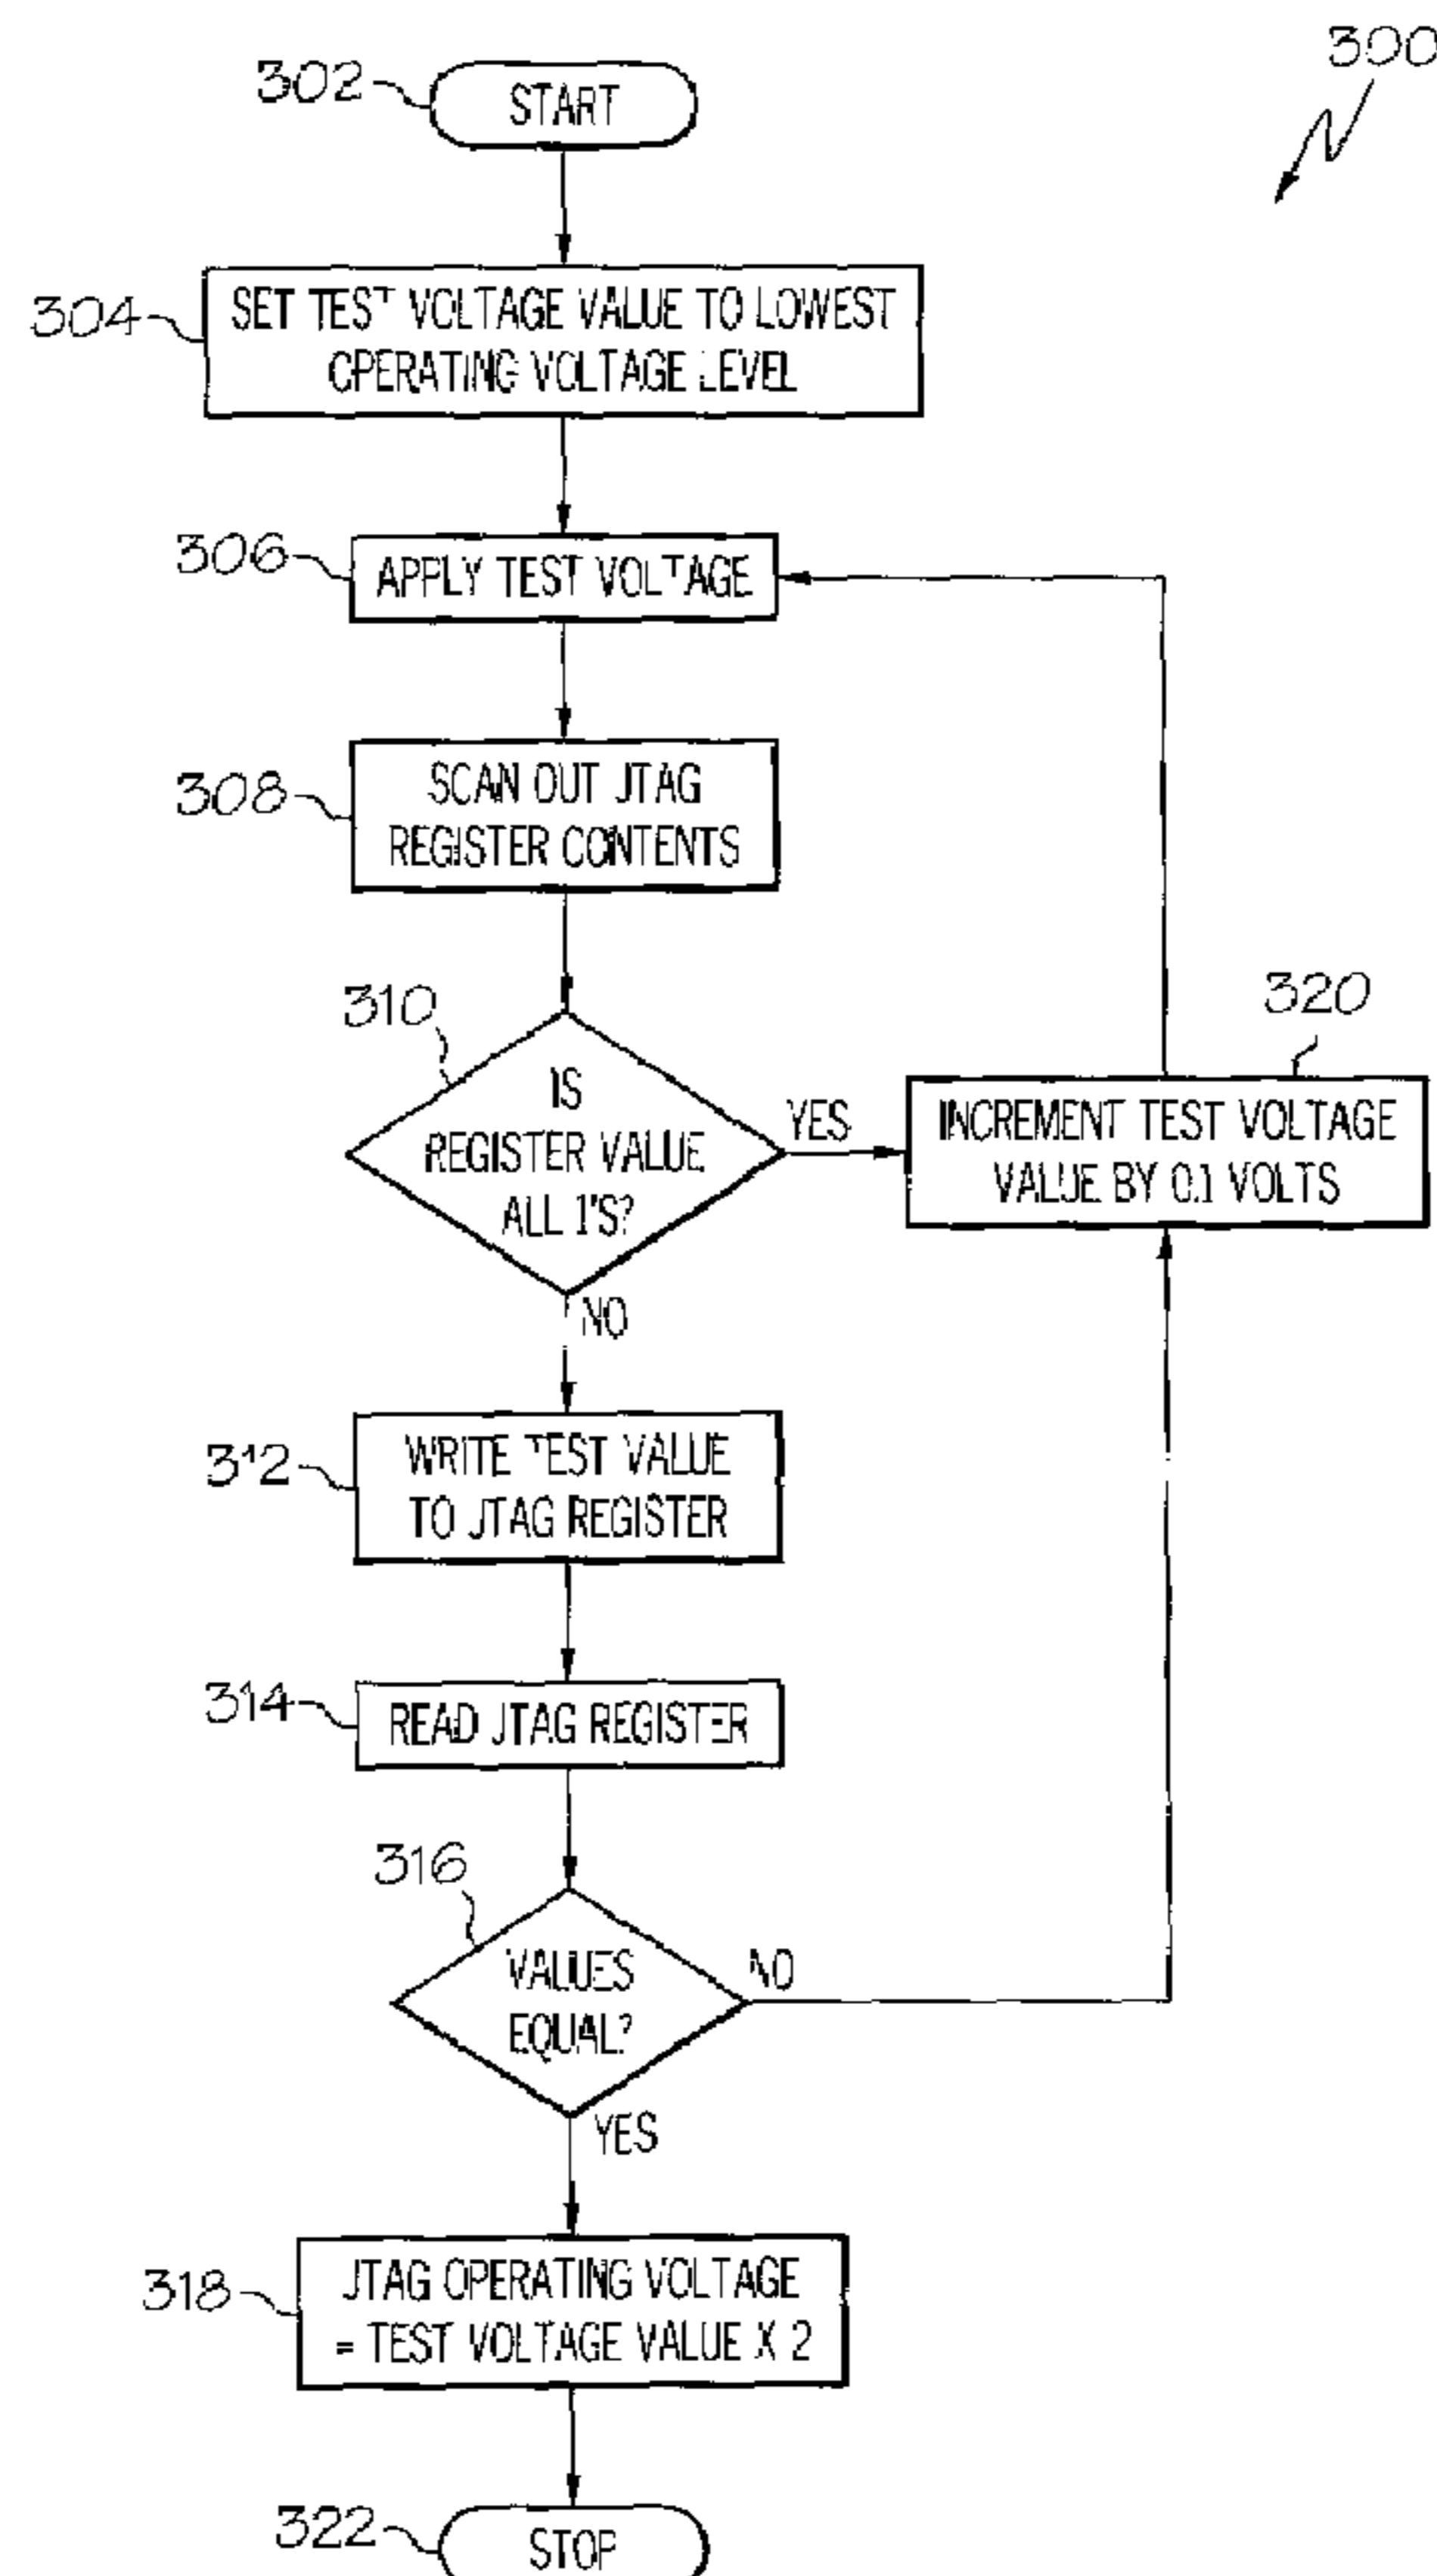 300
302
START
304
SET TEST VOLTAGE VALUE TO LOWEST
OPERATING VOLTAGE LEVEL
306
APPLY TEST VOLTAGE
308
SCAN OUT JTAG
REGISTER CONTENTS
310
IS
REGISTER VALUE
ALL 1'S?
YES
320
INCREMENT TEST VOLTAGE
VALUE BY 0.1 VOLTS
NO
312
WRITE TEST VALUE
TO JTAG REGISTER
314
READ JTAG REGISTER
316
VALUES
EQUAL?
NO
YES
318
JTAG OPERATING VOLTAGE
= TEST VOLTAGE VALUE X 2
322
STOP